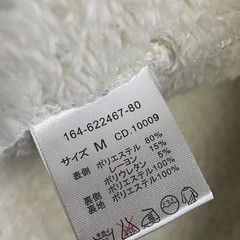 164-622467-80
サイズ M CD.10009
表側 ポリエステル 80%
レーヨン 15%
ポリウレタン 5%
裏側 ポリエステル100%
裏地 ポリエステル100%